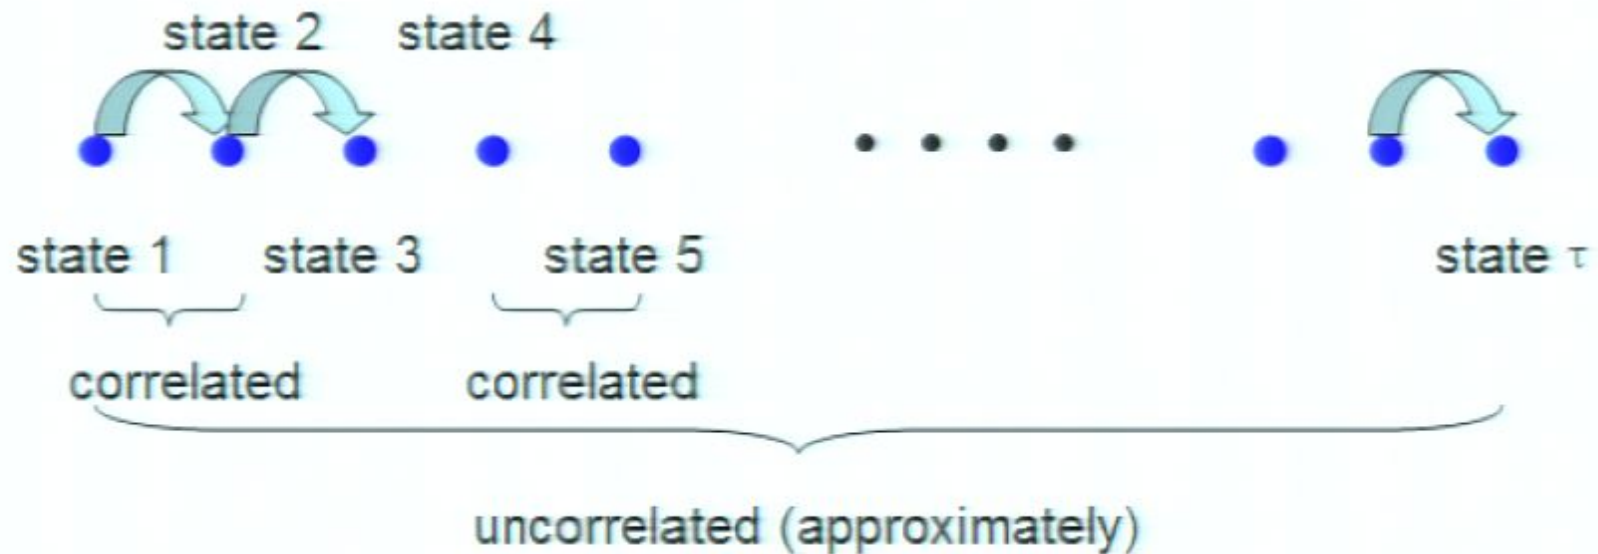 state 2 state 4
state 1 state 3 state 5 state τ
correlated correlated
uncorrelated (approximately)